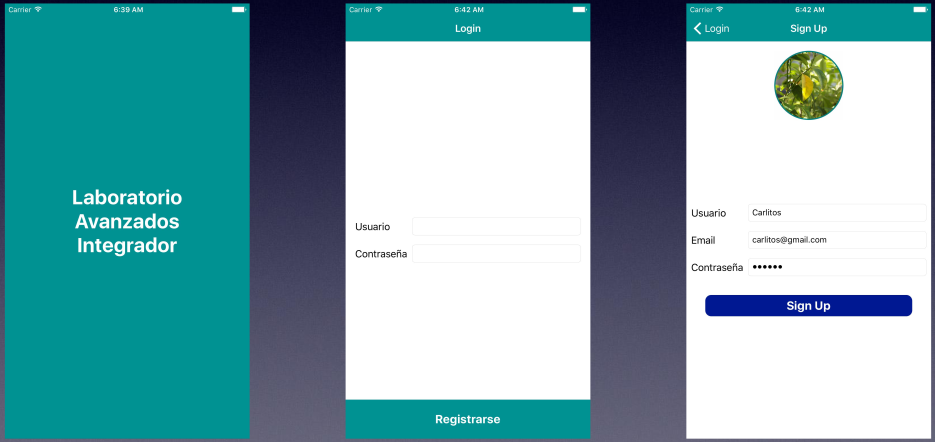 Carrier 6:39 AM
Laboratorio
Avanzados
Integrador
Carrier 6:42 AM
Login
Usuario
Contraseña
Registrarse
Carrier 6:42 AM
Login Sign Up
Usuario Carlitos
Email carlitos@gmail.com
Contraseña ••••••
Sign Up